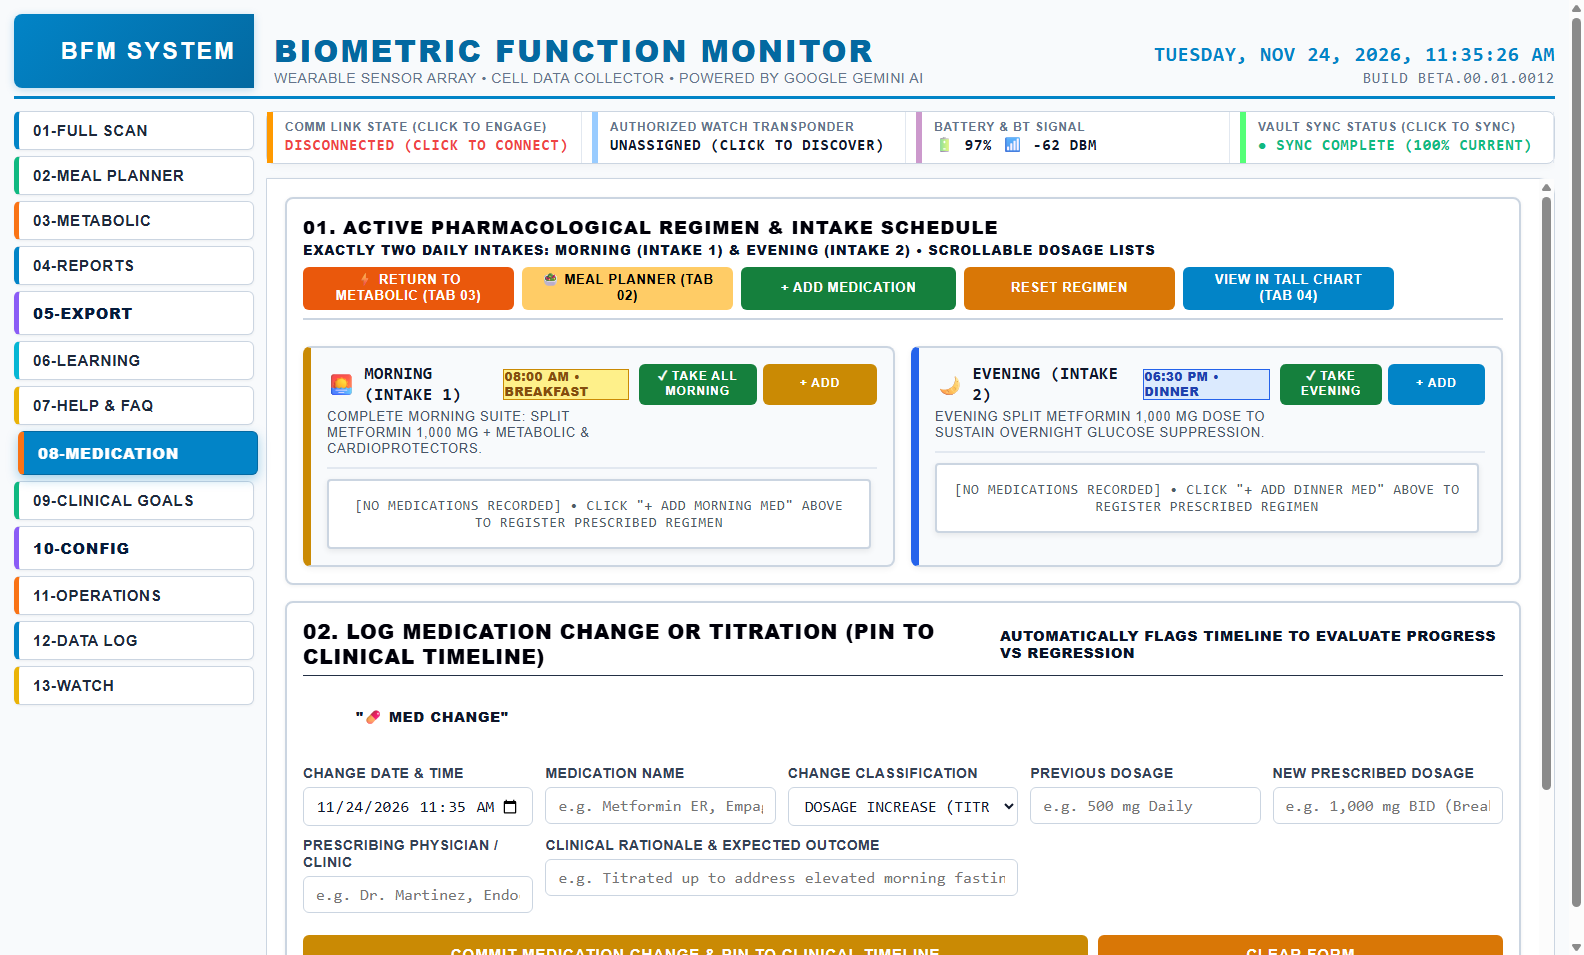 BFM SYSTEM
BIOMETRIC FUNCTION MONITOR
WEARABLE SENSOR ARRAY • CELL DATA COLLECTOR • POWERED BY GOOGLE GEMINI AI
TUESDAY, NOV 24, 2026, 11:35:26 AM
BUILD BETA.00.01.0012
01-FULL SCAN
02-MEAL PLANNER
03-METABOLIC
04-REPORTS
05-EXPORT
06-LEARNING
07-HELP & FAQ
08-MEDICATION
09-CLINICAL GOALS
10-CONFIG
11-OPERATIONS
12-DATA LOG
13-WATCH
COMM LINK STATE (CLICK TO ENGAGE)
DISCONNECTED (CLICK TO CONNECT)
AUTHORIZED WATCH TRANSPONDER
UNASSIGNED (CLICK TO DISCOVER)
BATTERY & BT SIGNAL
🔋 97% 📶 -62 DBM
VAULT SYNC STATUS (CLICK TO SYNC)
● SYNC COMPLETE (100% CURRENT)
01. ACTIVE PHARMACOLOGICAL REGIMEN & INTAKE SCHEDULE
EXACTLY TWO DAILY INTAKES: MORNING (INTAKE 1) & EVENING (INTAKE 2) • SCROLLABLE DOSAGE LISTS
RETURN TO
METABOLIC (TAB 03)
MEAL PLANNER (TAB
02)
+ ADD MEDICATION
RESET REGIMEN
VIEW IN TALL CHART
(TAB 04)
MORNING
(INTAKE 1)
08:00 AM •
BREAKFAST
✓ TAKE ALL
MORNING
+ ADD
COMPLETE MORNING SUITE: SPLIT
METFORMIN 1,000 MG + METABOLIC &
CARDIOPROTECTORS.
[NO MEDICATIONS RECORDED] • CLICK "+ ADD MORNING MED" ABOVE
TO REGISTER PRESCRIBED REGIMEN
EVENING (INTAKE
2)
06:30 PM •
DINNER
✓ TAKE
EVENING
+ ADD
EVENING SPLIT METFORMIN 1,000 MG DOSE TO
SUSTAIN OVERNIGHT GLUCOSE SUPPRESSION.
[NO MEDICATIONS RECORDED] • CLICK "+ ADD DINNER MED" ABOVE TO
REGISTER PRESCRIBED REGIMEN
02. LOG MEDICATION CHANGE OR TITRATION (PIN TO
CLINICAL TIMELINE)
AUTOMATICALLY FLAGS TIMELINE TO EVALUATE PROGRESS
VS REGRESSION
"💊 MED CHANGE"
CHANGE DATE & TIME
11/24/2026 11:35 AM
MEDICATION NAME
e.g. Metformin ER, Empag
CHANGE CLASSIFICATION
DOSAGE INCREASE (TITR
PREVIOUS DOSAGE
e.g. 500 mg Daily
NEW PRESCRIBED DOSAGE
e.g. 1,000 mg BID (Break
PRESCRIBING PHYSICIAN /
CLINIC
e.g. Dr. Martinez, Endo
CLINICAL RATIONALE & EXPECTED OUTCOME
e.g. Titrated up to address elevated morning fastin
COMMIT MEDICATION CHANGE & PIN TO CLINICAL TIMELINE
CLEAR FORM